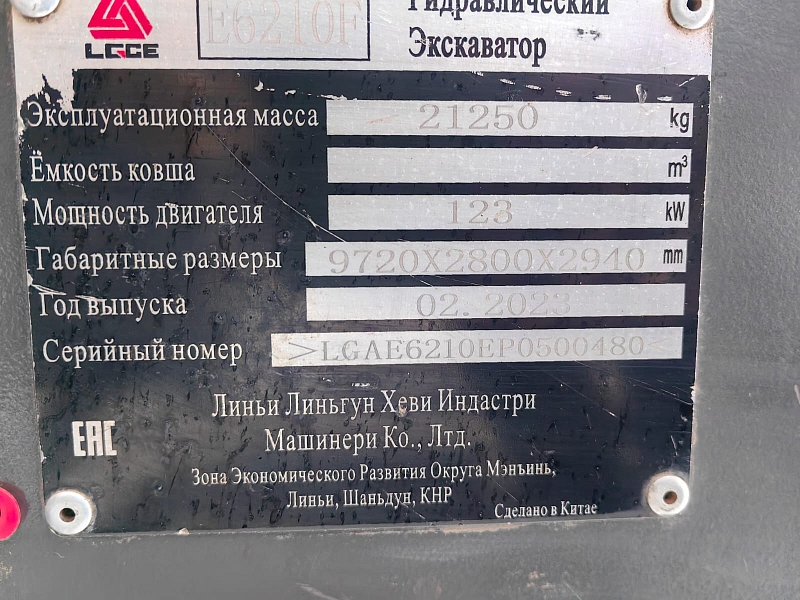 LGCE
E6210F
Гидравлический
Экскаватор
Эксплуатационная масса 21250 kg
Ёмкость ковша m³
Мощность двигателя 123 kW
Габаритные размеры 9720X2800X2940 mm
Год выпуска 02. 2023
Серийный номер >LGAE6210EP0500480<
Линьи Линьгун Хеви Индастри
Машинери Ко., Лтд.
EAC
Зона Экономического Развития Округа Мэнъинь,
Линьи, Шаньдун, КНР
Сделано в Китае